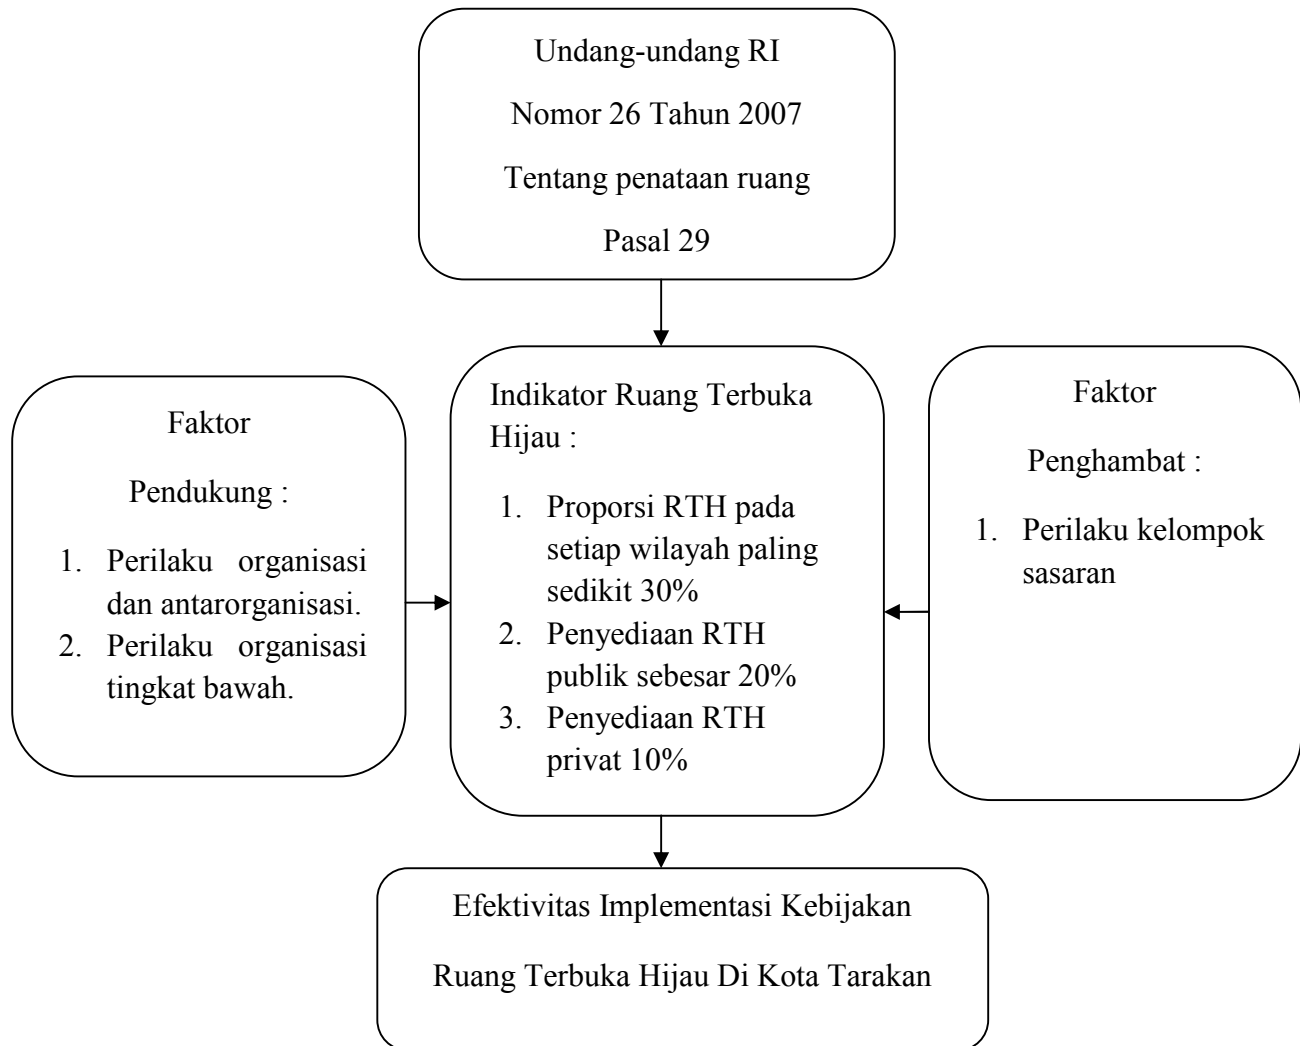 Undang-undang RI
Nomor 26 Tahun 2007
Tentang penataan ruang
Pasal 29
Faktor
Pendukung :
1. Perilaku organisasi
dan antarorganisasi.
2. Perilaku organisasi
tingkat bawah.
Indikator Ruang Terbuka
Hijau :
1. Proporsi RTH pada
setiap wilayah paling
sedikit 30%
2. Penyediaan RTH
publik sebesar 20%
3. Penyediaan RTH
privat 10%
Faktor
Penghambat :
1. Perilaku kelompok
sasaran
Efektivitas Implementasi Kebijakan
Ruang Terbuka Hijau Di Kota Tarakan